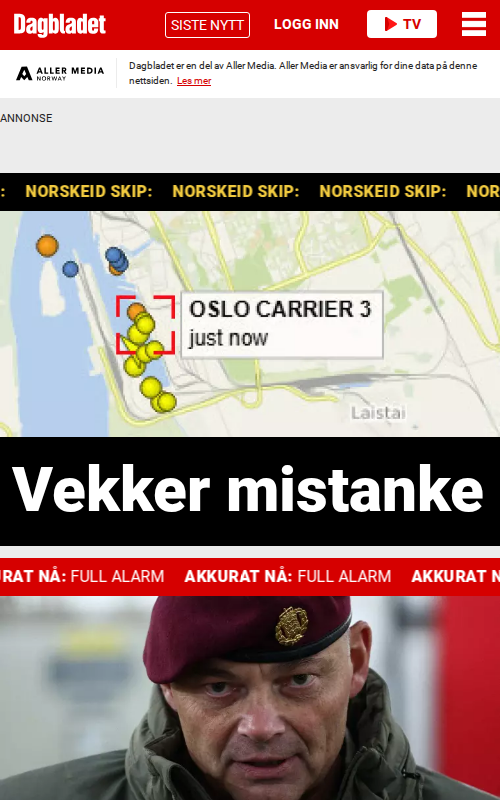 Dagbladet
SISTE NYTT
LOGG INN
TV
ALLER MEDIA
NORWAY
Dagbladet er en del av Aller Media. Aller Media er ansvarlig for dine data på denne
nettsiden. Les mer
ANNONSE
: NORSKEID SKIP: NORSKEID SKIP: NORSKEID SKIP: NOR
OSLO CARRIER 3
just now
Laistai
Vekker mistanke
RAT NÅ: FULL ALARM AKKURAT NÅ: FULL ALARM AKKURAT N